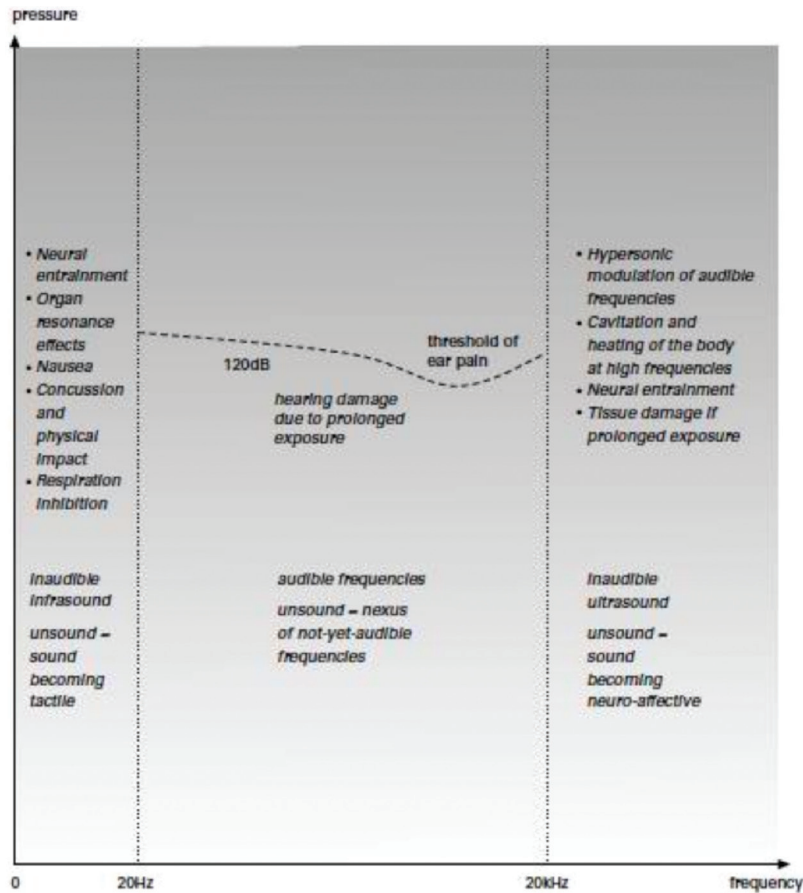 pressure
• Neural
entrainment
• Organ
resonance
effects
• Nausea
• Concussion
and
physical
impact
• Respiration
inhibition
120dB
threshold of
ear pain
hearing damage
due to prolonged
exposure
• Hypersonic
modulation of audible
frequencies
• Cavitation and
heating of the body
at high frequencies
• Neural entrainment
• Tissue damage if
prolonged exposure
inaudible
infrasound
unsound –
sound
becoming
tactile
audible frequencies
unsound – nexus
of not-yet-audible
frequencies
inaudible
ultrasound
unsound –
sound
becoming
neuro-affective
0
20Hz
20kHz
frequency